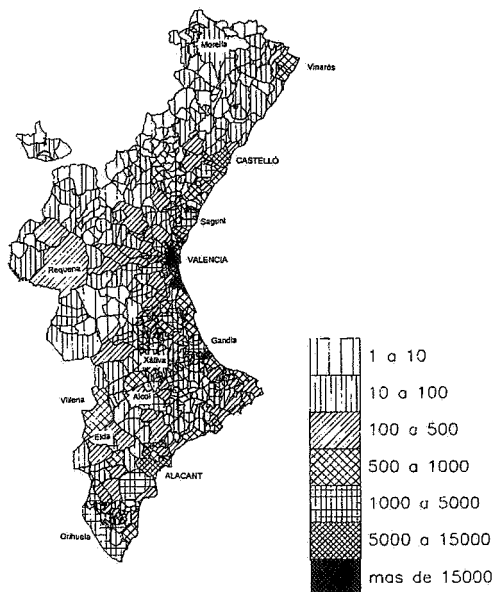 Morella
Vinaròs
CASTELLÓ
Sagunt
VALENCIA
Requena
Gandia
Xàtiva
Villena
Alcoi
Elda
ALACANT
Orihuela
1 a 10
10 a 100
100 a 500
500 a 1000
1000 a 5000
5000 a 15000
mas de 15000